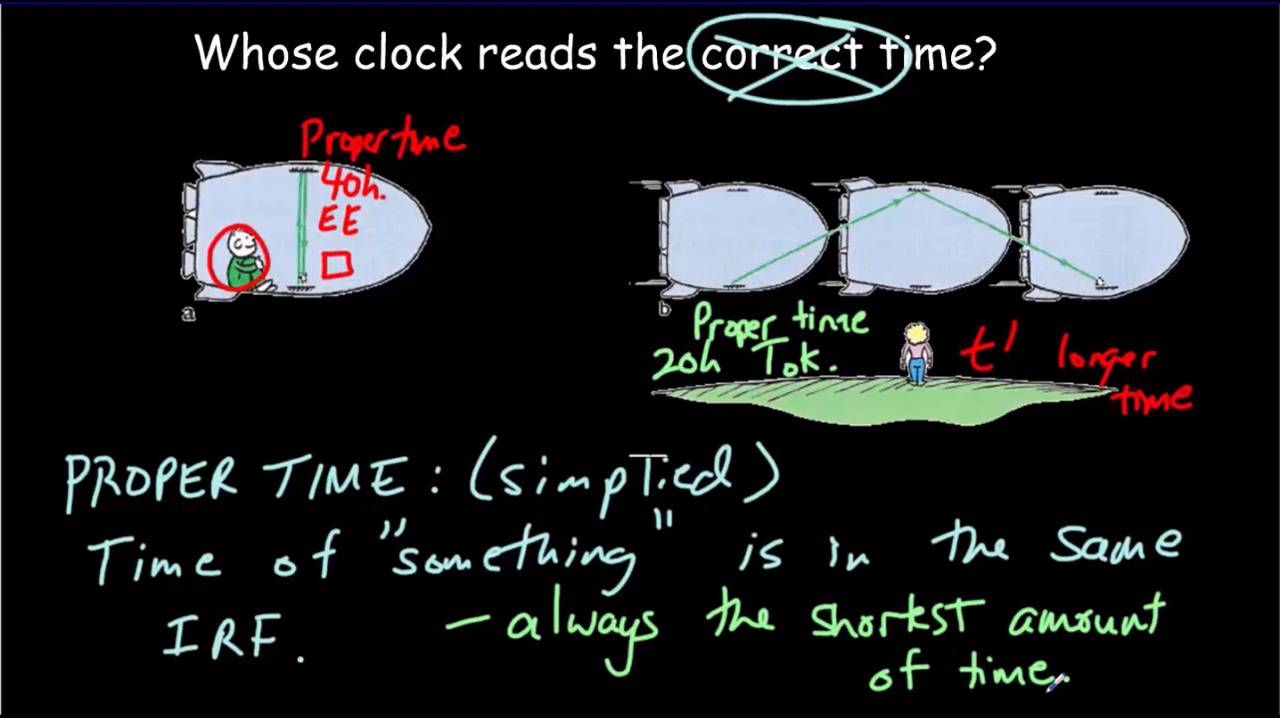 Whose clock reads the correct time?
Proper time
40h.
EE
a
b
Proper time
20h Tok.
t' longer
time
PROPER TIME: (simplied)
Time of "something" is in the same
IRF.
- always the shortest amount
of time.